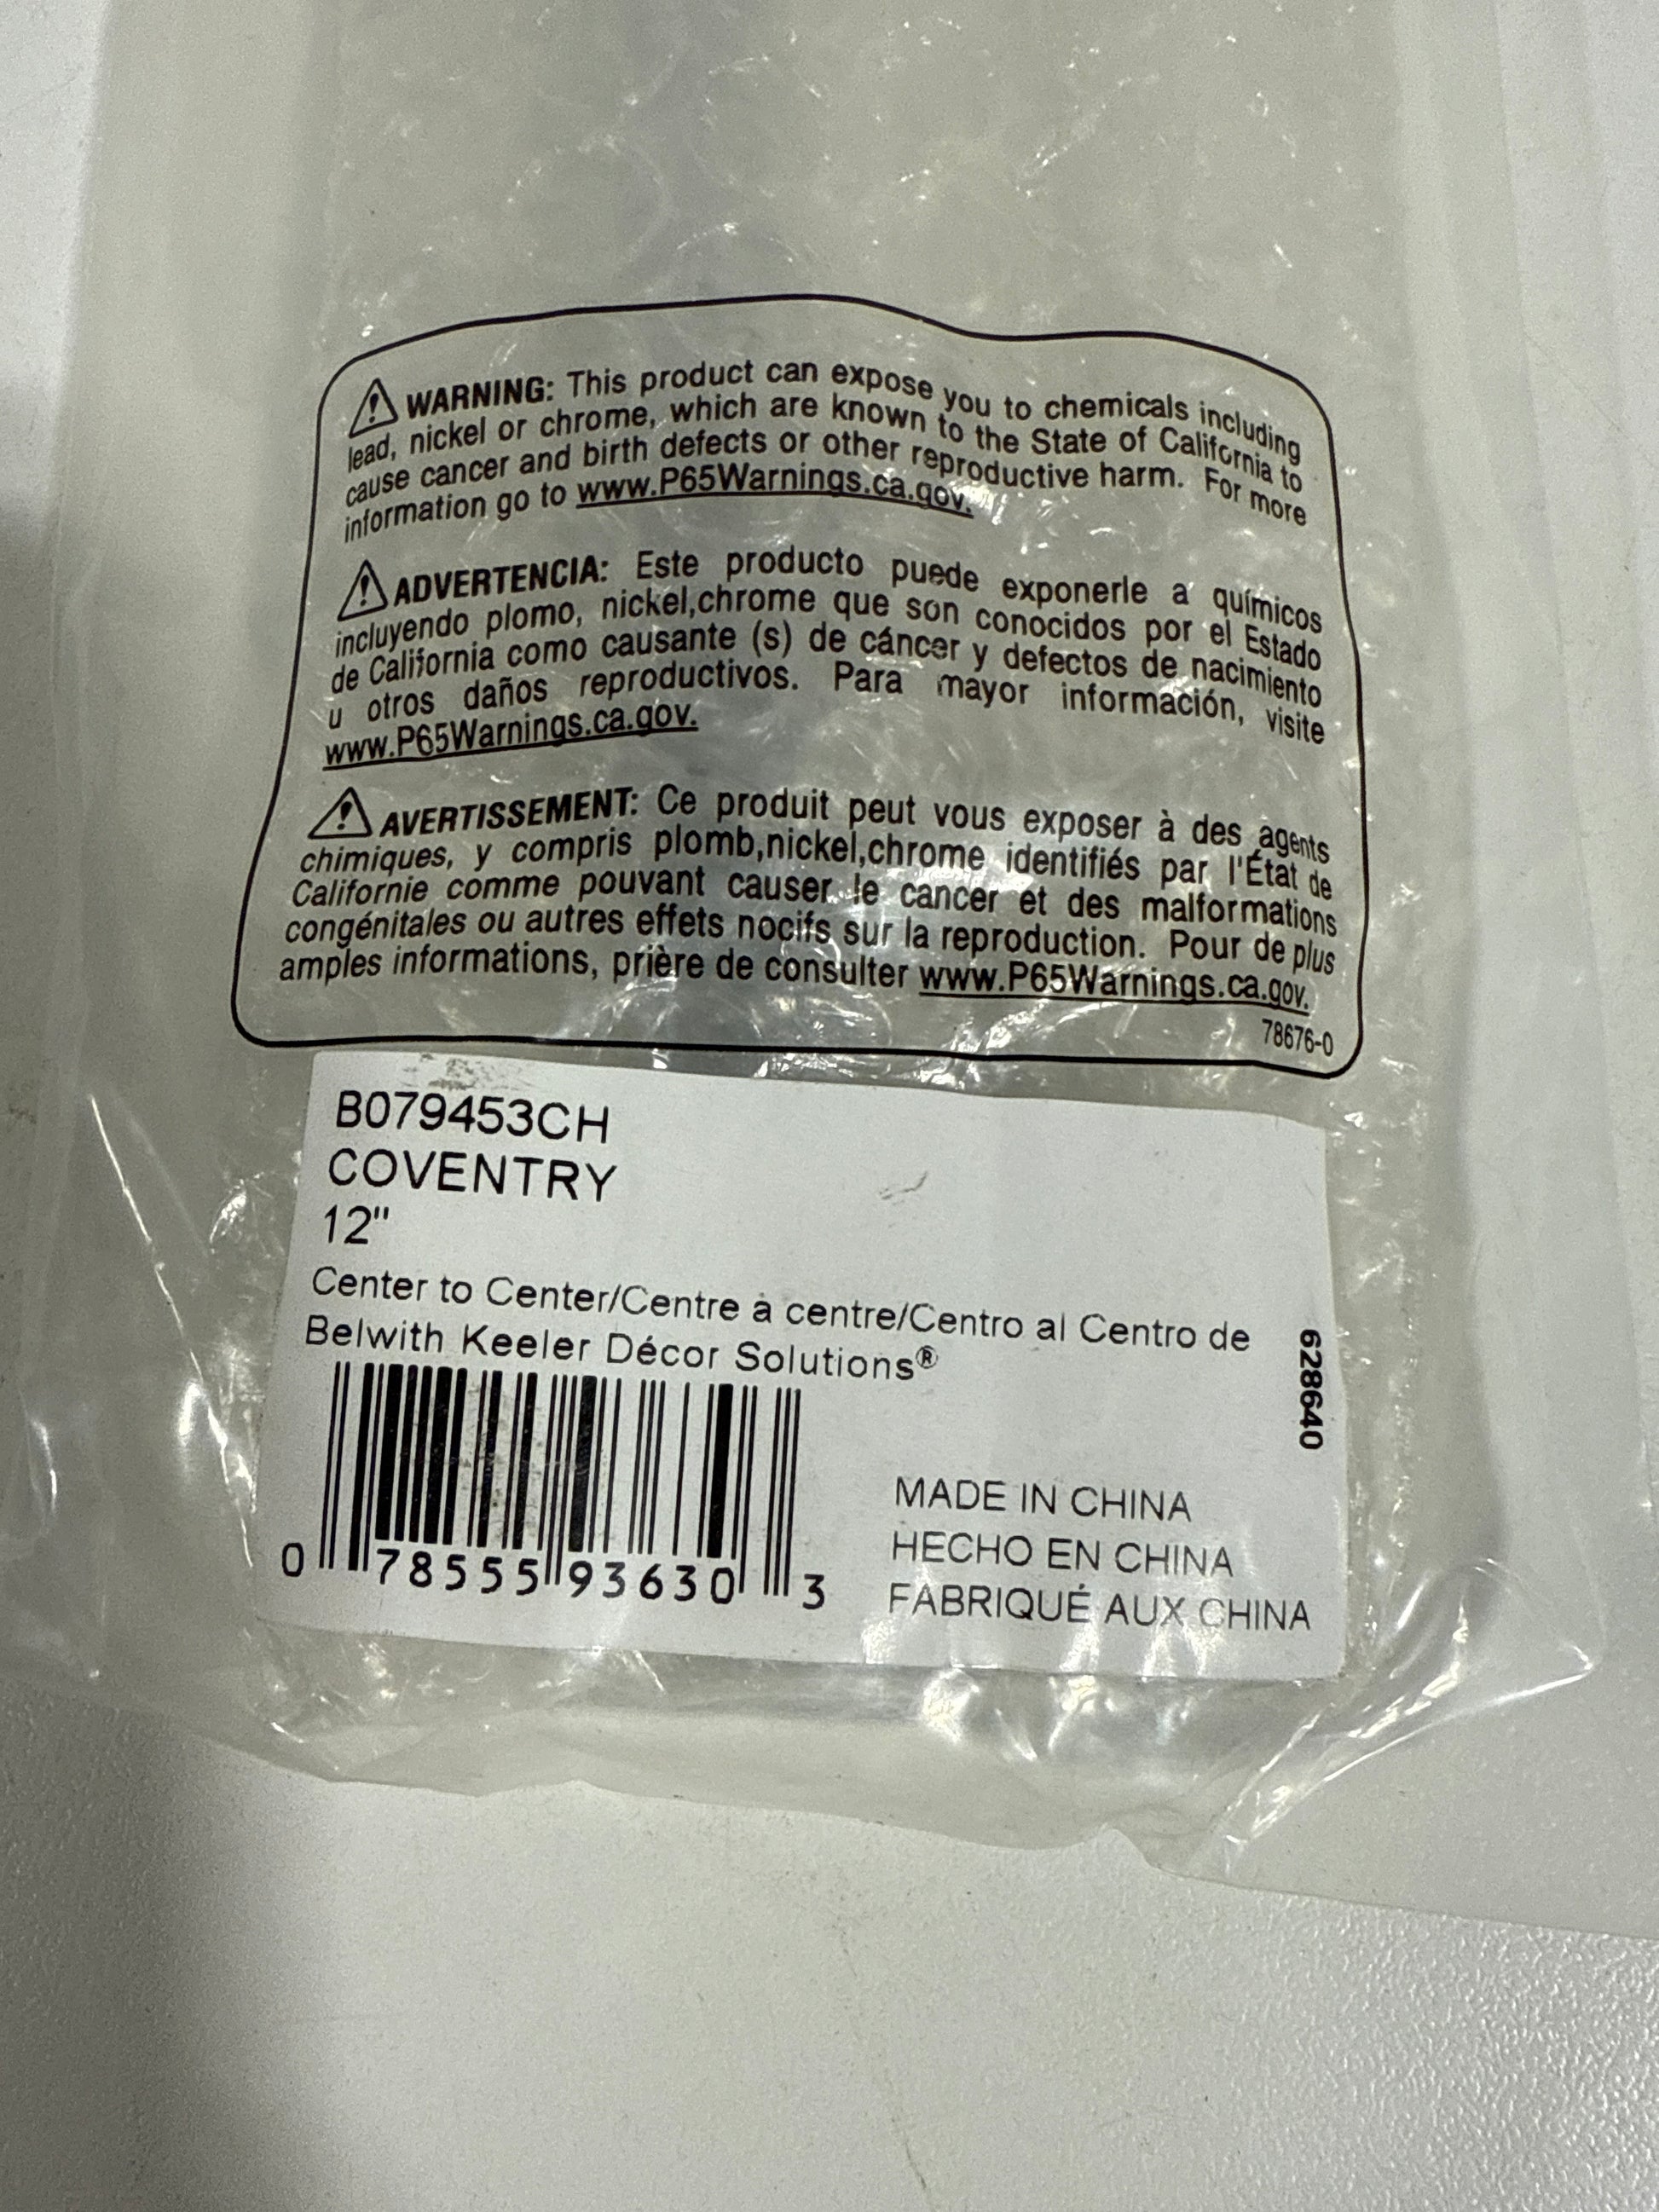 WARNING: This product can expose you to chemicals including
lead, nickel or chrome, which are known to the State of California to
cause cancer and birth defects or other reproductive harm. For more
information go to www.P65Warnings.ca.gov.
ADVERTENCIA: Este producto puede exponerle a químicos
incluyendo plomo, nickel,chrome que son conocidos por el Estado
de California como causante (s) de cáncer y defectos de nacimiento
u otros daños reproductivos. Para mayor información, visite
www.P65Warnings.ca.gov.
AVERTISSEMENT: Ce produit peut vous exposer à des agents
chimiques, y compris plomb,nickel,chrome identifiés par l'État de
Californie comme pouvant causer le cancer et des malformations
congénitales ou autres effets nocifs sur la reproduction. Pour de plus
amples informations, prière de consulter www.P65Warnings.ca.gov.
78676-0
B079453CH
COVENTRY
12"
Center to Center/Centre à centre/Centro al Centro de
Belwith Keeler Décor Solutions®
628640
0 78555 93630 3
MADE IN CHINA
HECHO EN CHINA
FABRIQUÉ AUX CHINA